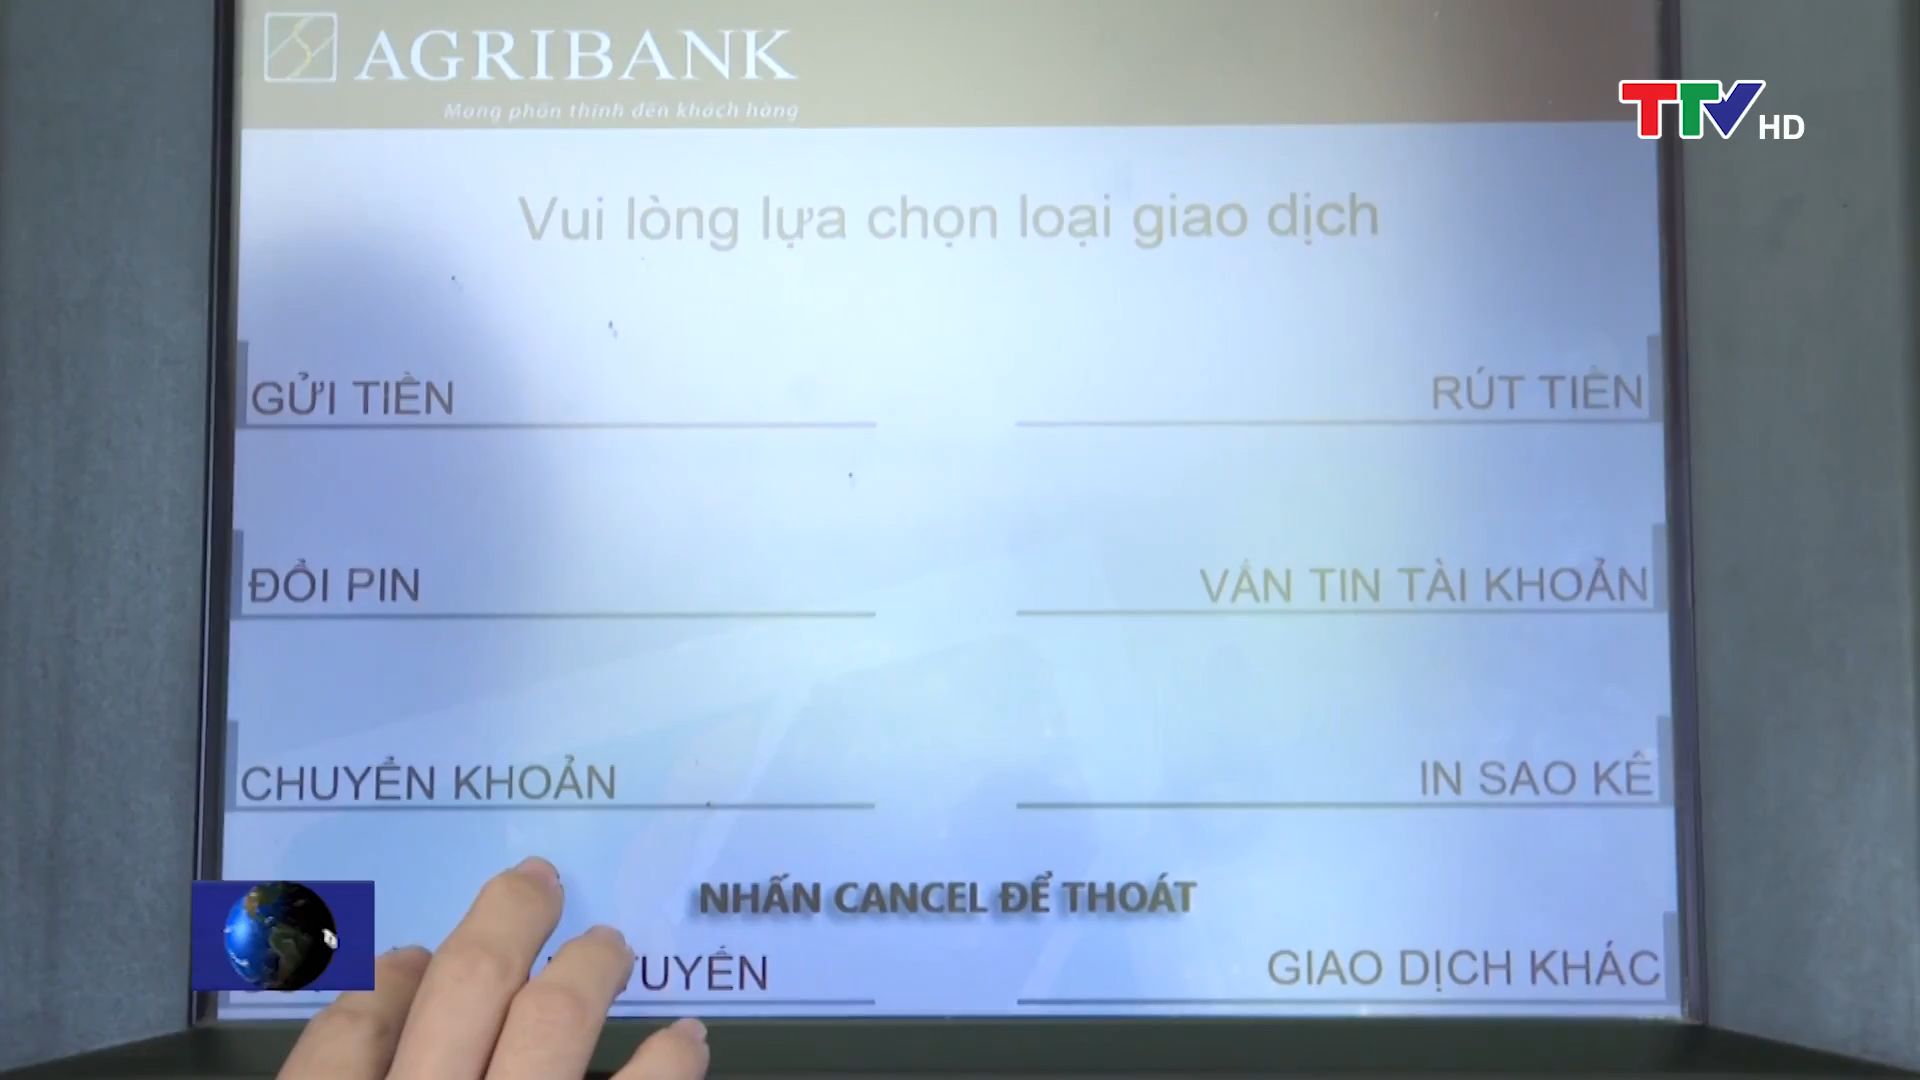 AGRIBANK
Mang phồn thịnh đến khách hàng
TTV HD
Vui lòng lựa chọn loại giao dịch
GỬI TIỀN
RÚT TIỀN
ĐỔI PIN
VẤN TIN TÀI KHOẢN
CHUYỂN KHOẢN
IN SAO KÊ
NHẤN CANCEL ĐỂ THOÁT
TUYẾN
GIAO DỊCH KHÁC